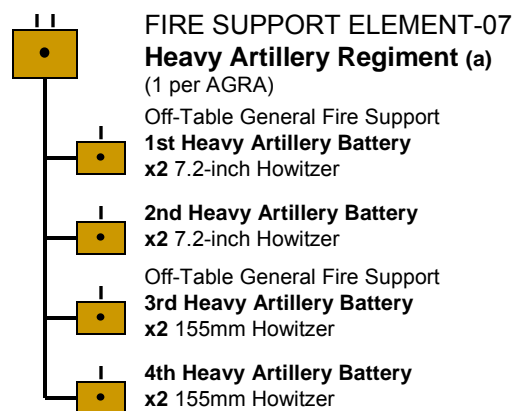 FIRE SUPPORT ELEMENT-07
Heavy Artillery Regiment (a)
(1 per AGRA)
Off-Table General Fire Support
1st Heavy Artillery Battery
x2 7.2-inch Howitzer
2nd Heavy Artillery Battery
x2 7.2-inch Howitzer
Off-Table General Fire Support
3rd Heavy Artillery Battery
x2 155mm Howitzer
4th Heavy Artillery Battery
x2 155mm Howitzer